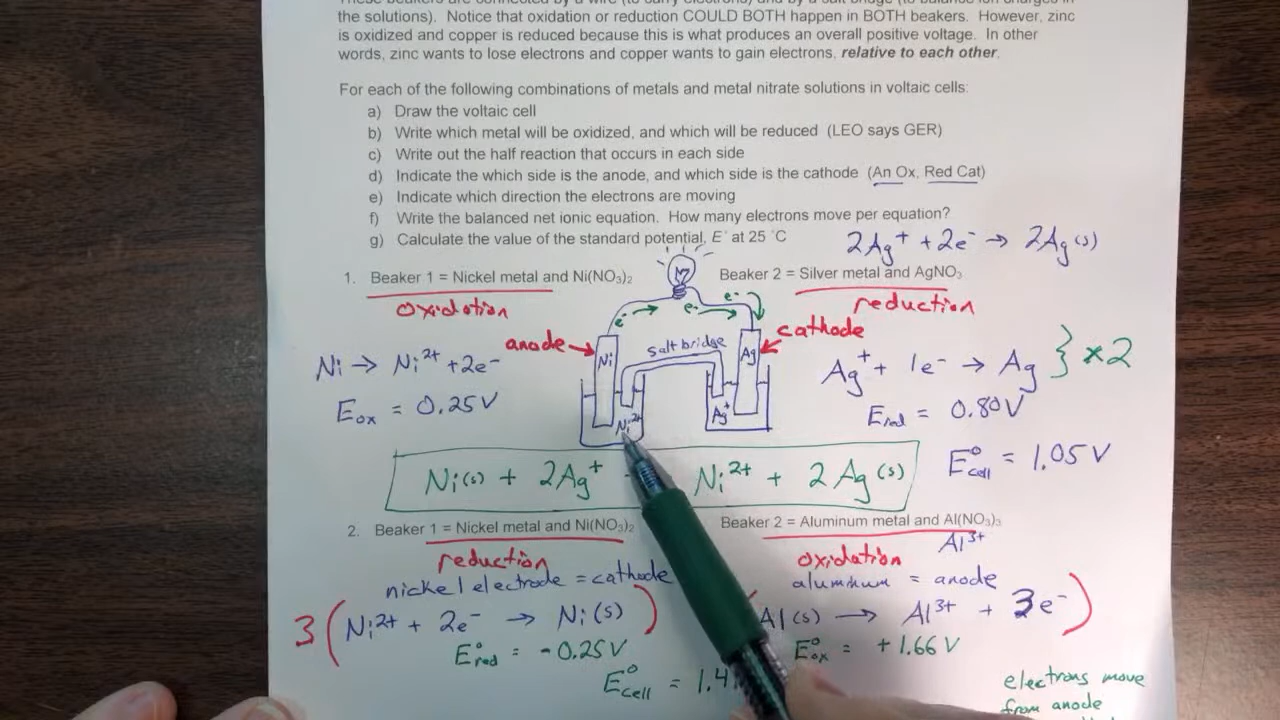 the solutions). Notice that oxidation or reduction COULD BOTH happen in BOTH beakers. However, zinc
is oxidized and copper is reduced because this is what produces an overall positive voltage. In other
words, zinc wants to lose electrons and copper wants to gain electrons, relative to each other.
For each of the following combinations of metals and metal nitrate solutions in voltaic cells:
a) Draw the voltaic cell
b) Write which metal will be oxidized, and which will be reduced (LEO says GER)
c) Write out the half reaction that occurs in each side
d) Indicate the which side is the anode, and which side is the cathode (An Ox, Red Cat)
e) Indicate which direction the electrons are moving
f) Write the balanced net ionic equation. How many electrons move per equation?
g) Calculate the value of the standard potential, E° at 25 °C
2Ag⁺ + 2e⁻ → 2Ag(s)
1. Beaker 1 = Nickel metal and Ni(NO₃)₂ Beaker 2 = Silver metal and AgNO₃
oxidation reduction
e⁻ e⁻ e⁻
anode cathode
Ni salt bridge Ag
Ni → Ni²⁺ + 2e⁻ Ag⁺ + 1e⁻ → Ag } ×2
Eox = 0.25V Ered = 0.80V
Ni²⁺ Ag⁺
E°cell = 1.05V
Ni(s) + 2Ag⁺ Ni²⁺ + 2Ag(s)
2. Beaker 1 = Nickel metal and Ni(NO₃)₂ Beaker 2 = Aluminum metal and Al(NO₃)₃
Al³⁺
reduction oxidation
nickel electrode = cathode aluminum = anode
3(Ni²⁺ + 2e⁻ → Ni(s)) Al(s) → Al³⁺ + 3e⁻)
E°red = -0.25V E°ox = +1.66V
E°cell = 1.4
electrons move
from anode